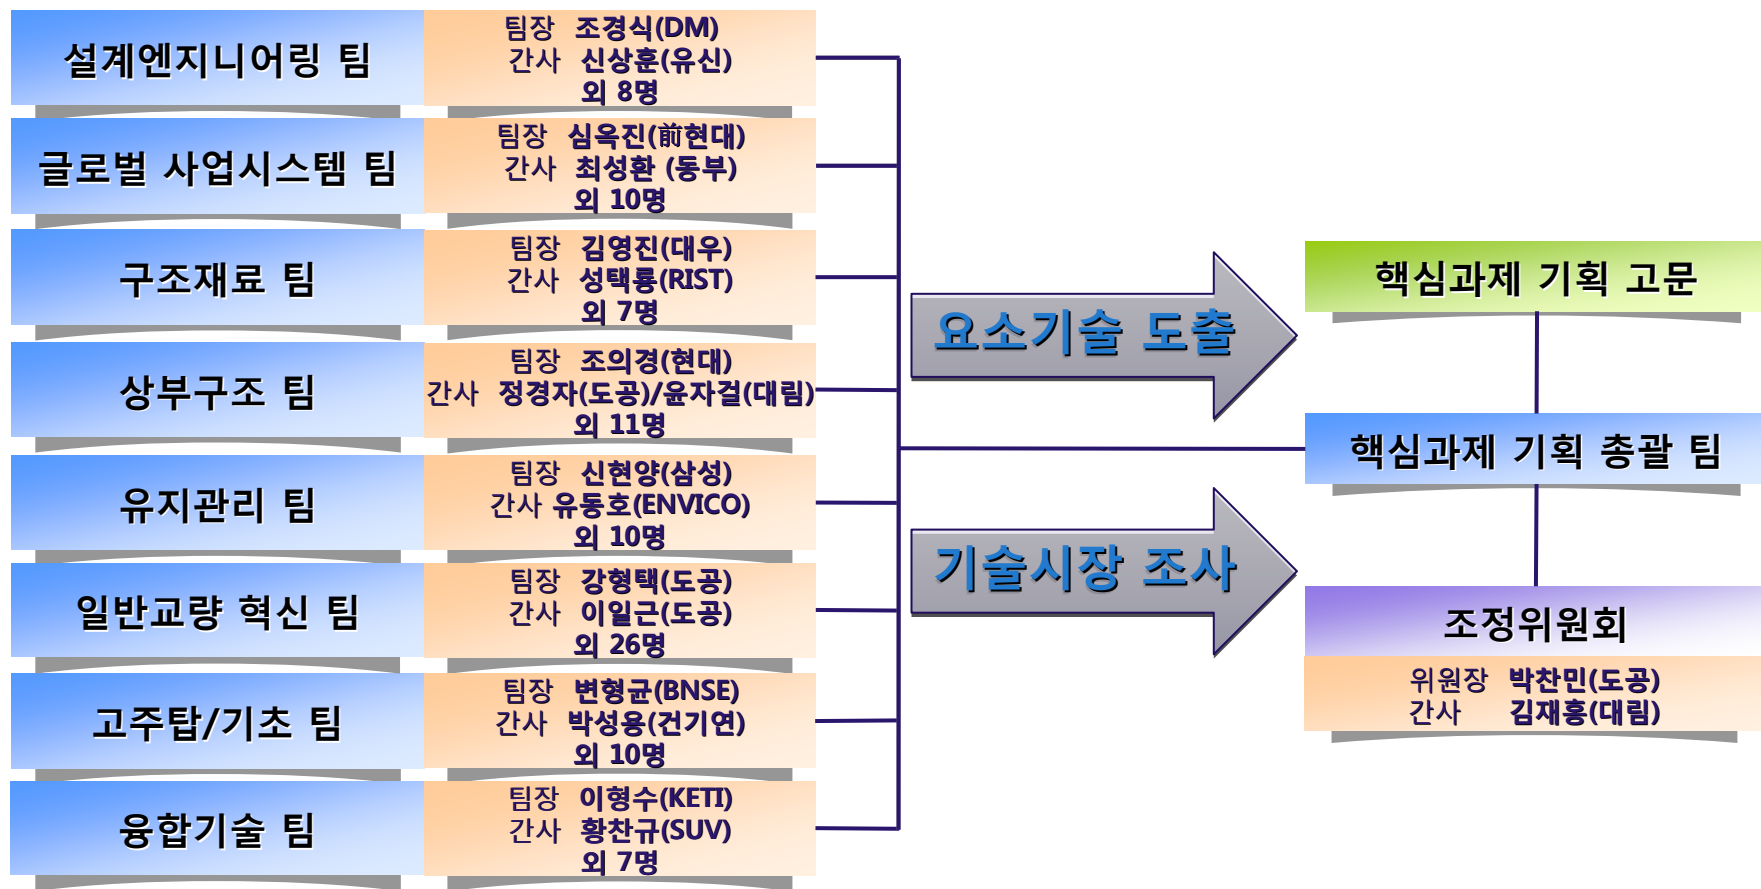 설계엔지니어링 팀
팀장 조경식(DM)
간사 신상훈(유신)
외 8명
글로벌 사업시스템 팀
팀장 심옥진(前현대)
간사 최성환 (동부)
외 10명
구조재료 팀
팀장 김영진(대우)
간사 성택룡(RIST)
외 7명
상부구조 팀
팀장 조의경(현대)
간사 정경자(도공)/윤자걸(대림)
외 11명
유지관리 팀
팀장 신현양(삼성)
간사 유동호(ENVICO)
외 10명
일반교량 혁신 팀
팀장 강형택(도공)
간사 이일근(도공)
외 26명
고주탑/기초 팀
팀장 변형균(BNSE)
간사 박성용(건기연)
외 10명
융합기술 팀
팀장 이형수(KETI)
간사 황찬규(SUV)
외 7명
요소기술 도출
기술시장 조사
핵심과제 기획 고문
핵심과제 기획 총괄 팀
조정위원회
위원장 박찬민(도공)
간사 김재홍(대림)